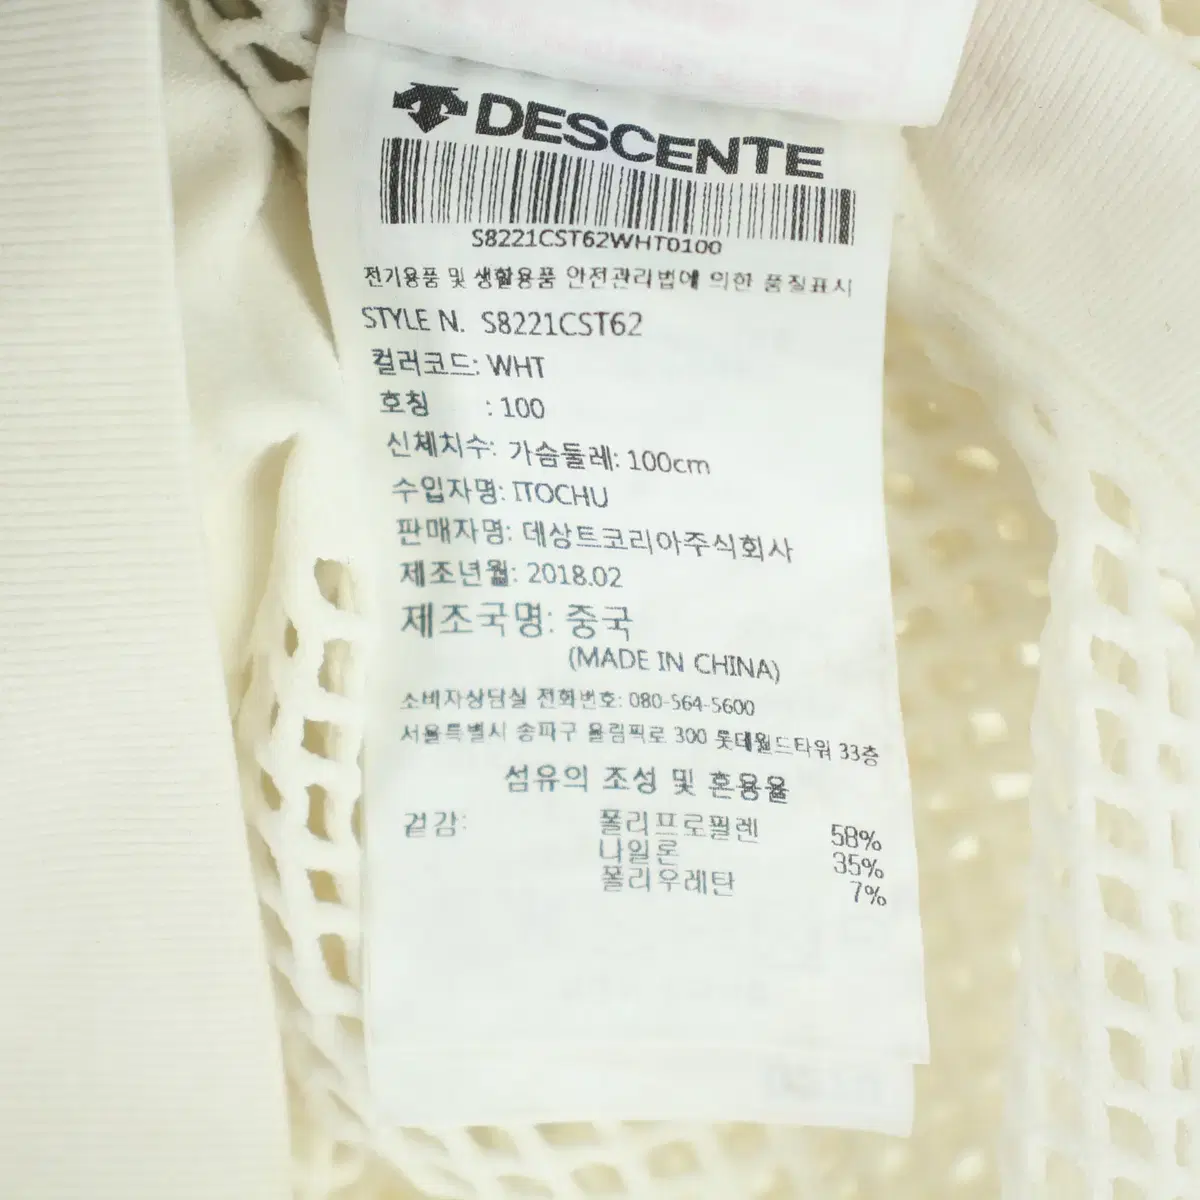 DESCENTE
S8221CST62WHT0100
전기용품 및 생활용품 안전관리법에 의한 품질표시
STYLE N. S8221CST62
컬러코드: WHT
호칭 : 100
신체치수: 가슴둘레: 100cm
수입자명: ITOCHU
판매자명: 데상트코리아주식회사
제조년월: 2018.02
제조국명: 중국
(MADE IN CHINA)
소비자상담실 전화번호: 080-564-5600
서울특별시 송파구 올림픽로 300 롯데월드타워 33층
섬유의 조성 및 혼용율
겉감: 폴리프로필렌 58%
나일론 35%
폴리우레탄 7%